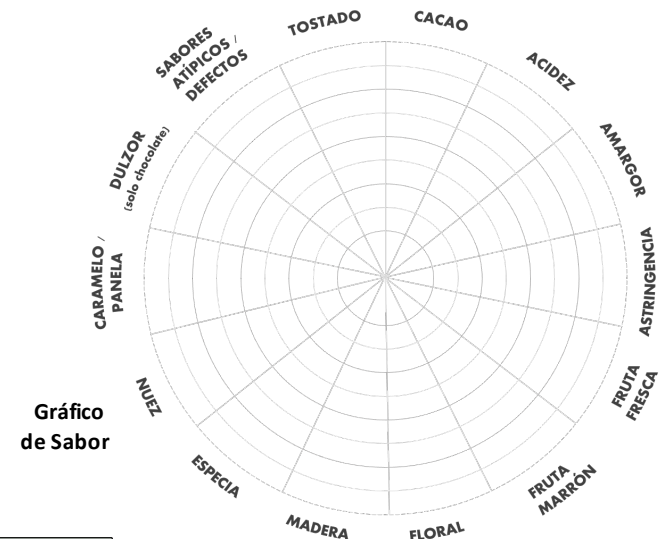 TOSTADO
CACAO
ACIDEZ
AMARGOR
ASTRINGENCIA
FRUTA
FRESCA
FRUTA
MARRÓN
FLORAL
MADERA
ESPECIA
NUEZ
CARAMELO /
PANELA
DULZOR
(solo chocolate)
SABORES
ATÍPICOS /
DEFECTOS
Gráfico
de Sabor